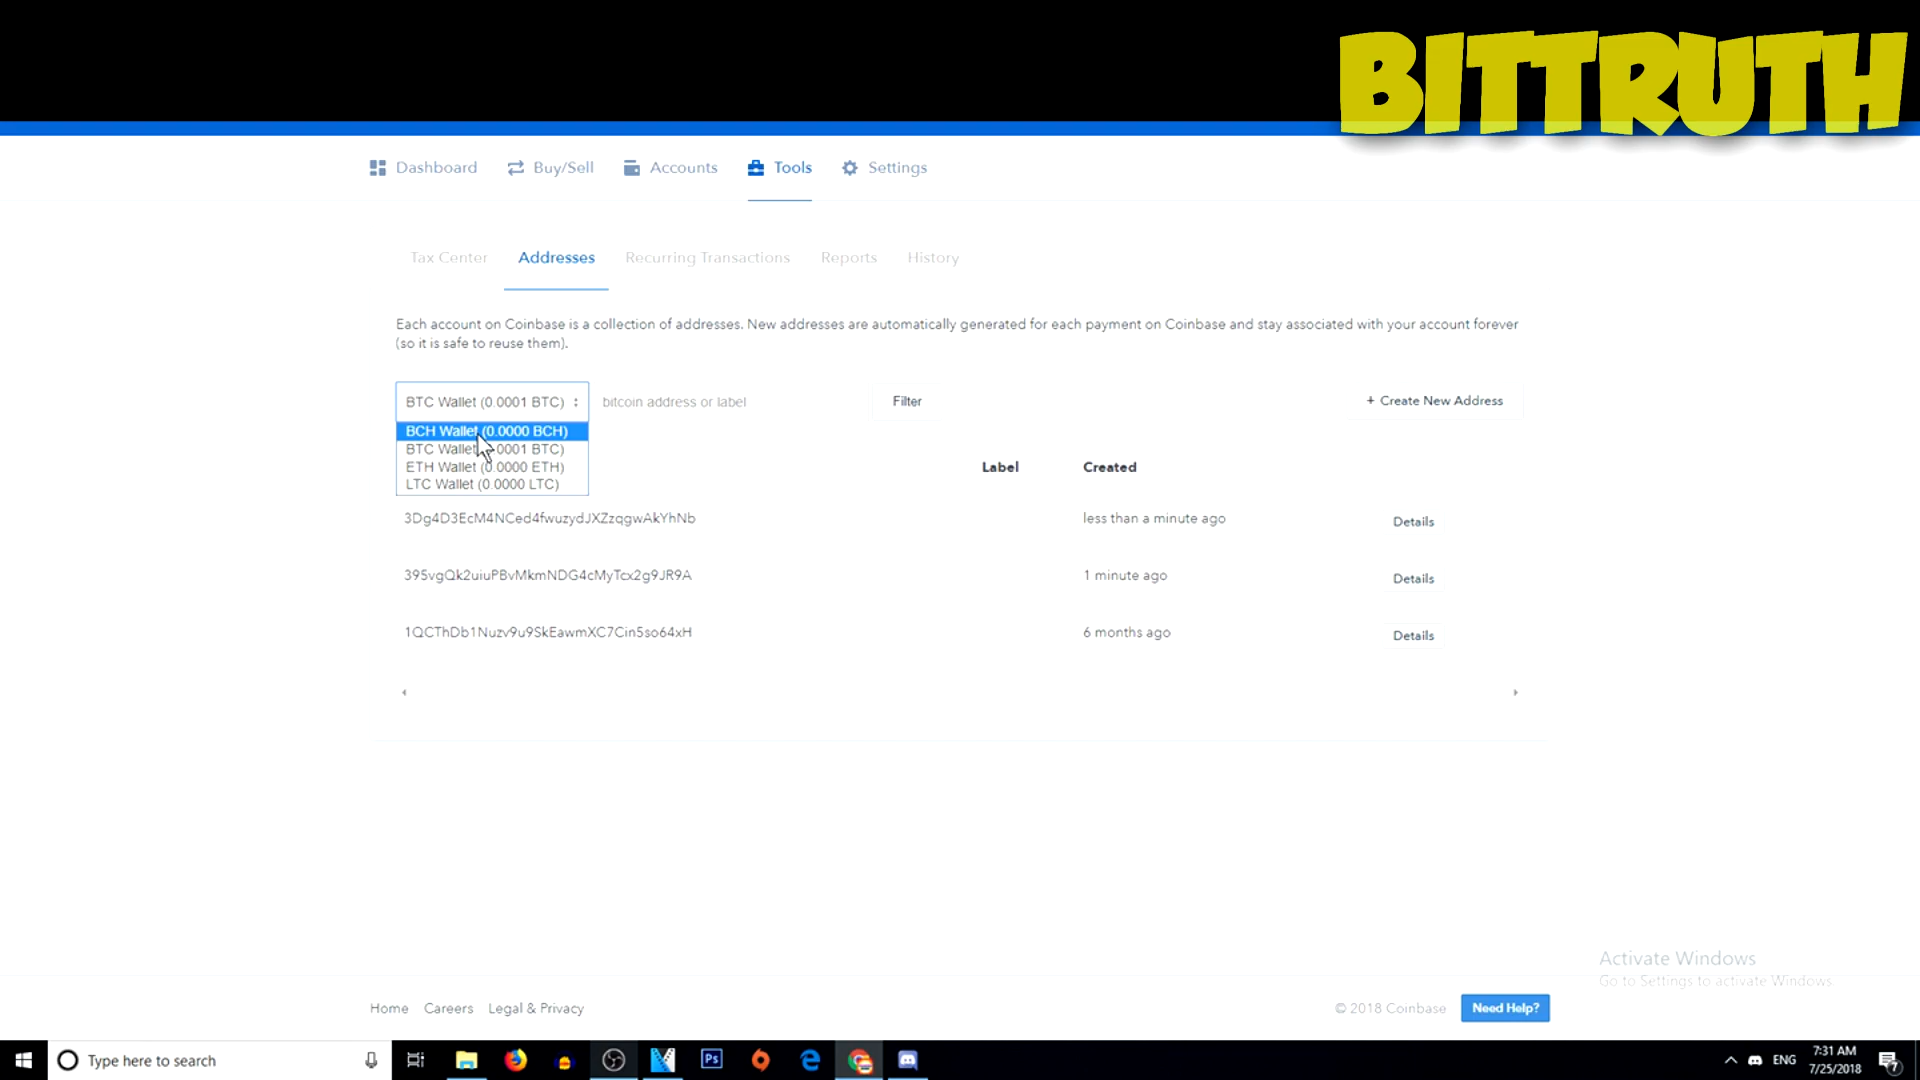 BITTRUTH
Dashboard Buy/Sell Accounts Tools Settings
Tax Center Addresses Recurring Transactions Reports History
Each account on Coinbase is a collection of addresses. New addresses are automatically generated for each payment on Coinbase and stay associated with your account forever
(so it is safe to reuse them).
BTC Wallet (0.0001 BTC) bitcoin address or label Filter + Create New Address
BCH Wallet (0.0000 BCH)
BTC Wallet 0001 BTC)
ETH Wallet (0.0000 ETH)
LTC Wallet (0.0000 LTC)
Label Created
3Dg4D3EcM4NCed4fwuzydJXZzqgwAkYhNb less than a minute ago Details
395vgQk2uiuPBvMkmNDG4cMyTcx2g9JR9A 1 minute ago Details
1QCThDb1Nuzv9u9SkEawmXC7Cin5so64xH 6 months ago Details
Activate Windows
Go to Settings to activate Windows.
Home Careers Legal & Privacy © 2018 Coinbase Need Help?
Type here to search Ps ENG 7:31 AM
7/25/2018 7